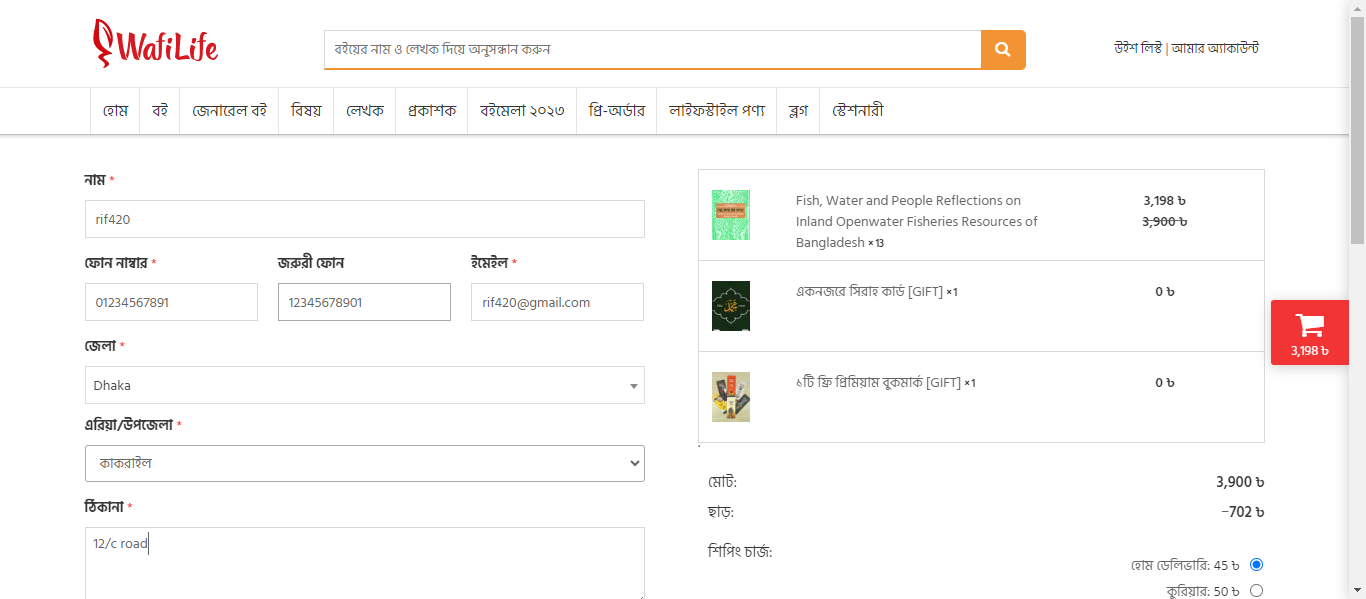 WafiLife
বইয়ের নাম ও লেখক দিয়ে অনুসন্ধান করুন
উইশ লিস্ট | আমার অ্যাকাউন্ট
হোম
বই
জেনারেল বই
বিষয়
লেখক
প্রকাশক
বইমেলা ২০২৩
প্রি-অর্ডার
লাইফস্টাইল পণ্য
ব্লগ
স্টেশনারী
নাম *
rif420
ফোন নাম্বার *
01234567891
জরুরী ফোন
12345678901
ইমেইল *
rif420@gmail.com
জেলা *
Dhaka
এরিয়া/উপজেলা *
কাকরাইল
ঠিকানা *
12/c road
Fish, Water and People Reflections on
Inland Openwater Fisheries Resources of
Bangladesh × 13
3,198 ৳
3,900 ৳
একনজরে সিরাহ কার্ড [GIFT] × 1
0 ৳
১টি ফ্রি প্রিমিয়াম বুকমার্ক [GIFT] × 1
0 ৳
মোট:
3,900 ৳
ছাড়:
-702 ৳
শিপিং চার্জ:
হোম ডেলিভারি: 45 ৳
কুরিয়ার: 50 ৳
3,198 ৳